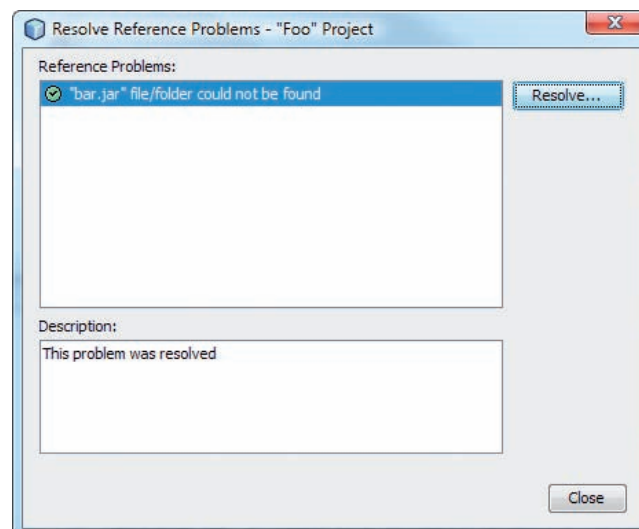 Resolve Reference Problems - "Foo" Project
Reference Problems:
"bar.jar" file/folder could not be found
Resolve...
Description:
This problem was resolved
Close